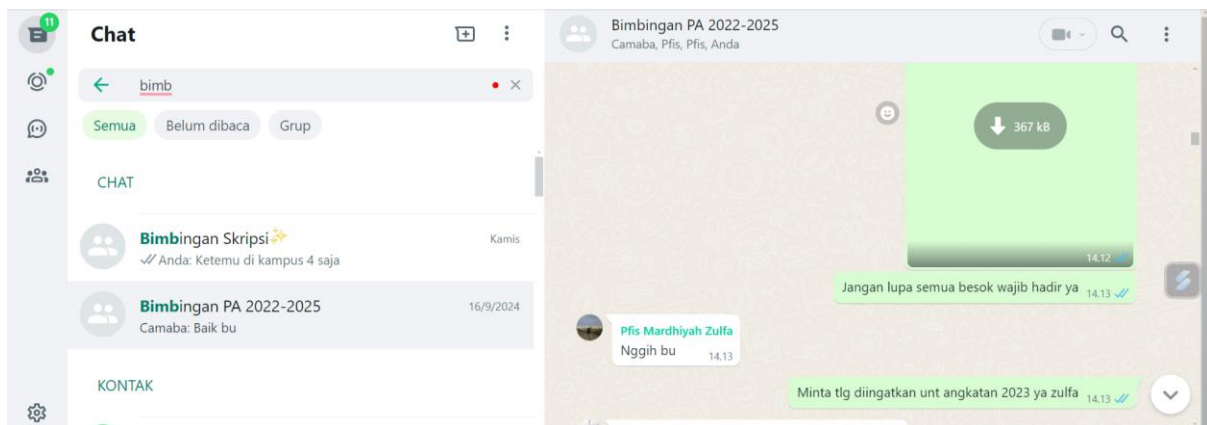 11
Chat
bimb
Semua
Belum dibaca
Grup
CHAT
Bimbingan Skripsi✨
Kamis
Anda: Ketemu di kampus 4 saja
Bimbingan PA 2022-2025
16/9/2024
Camaba: Baik bu
KONTAK
Bimbingan PA 2022-2025
Camaba, Pfis, Pfis, Anda
367 kB
14.12
Jangan lupa semua besok wajib hadir ya 14.13
Pfis Mardhiyah Zulfa
Nggih bu 14.13
Minta tlg diingatkan unt angkatan 2023 ya zulfa 14.13